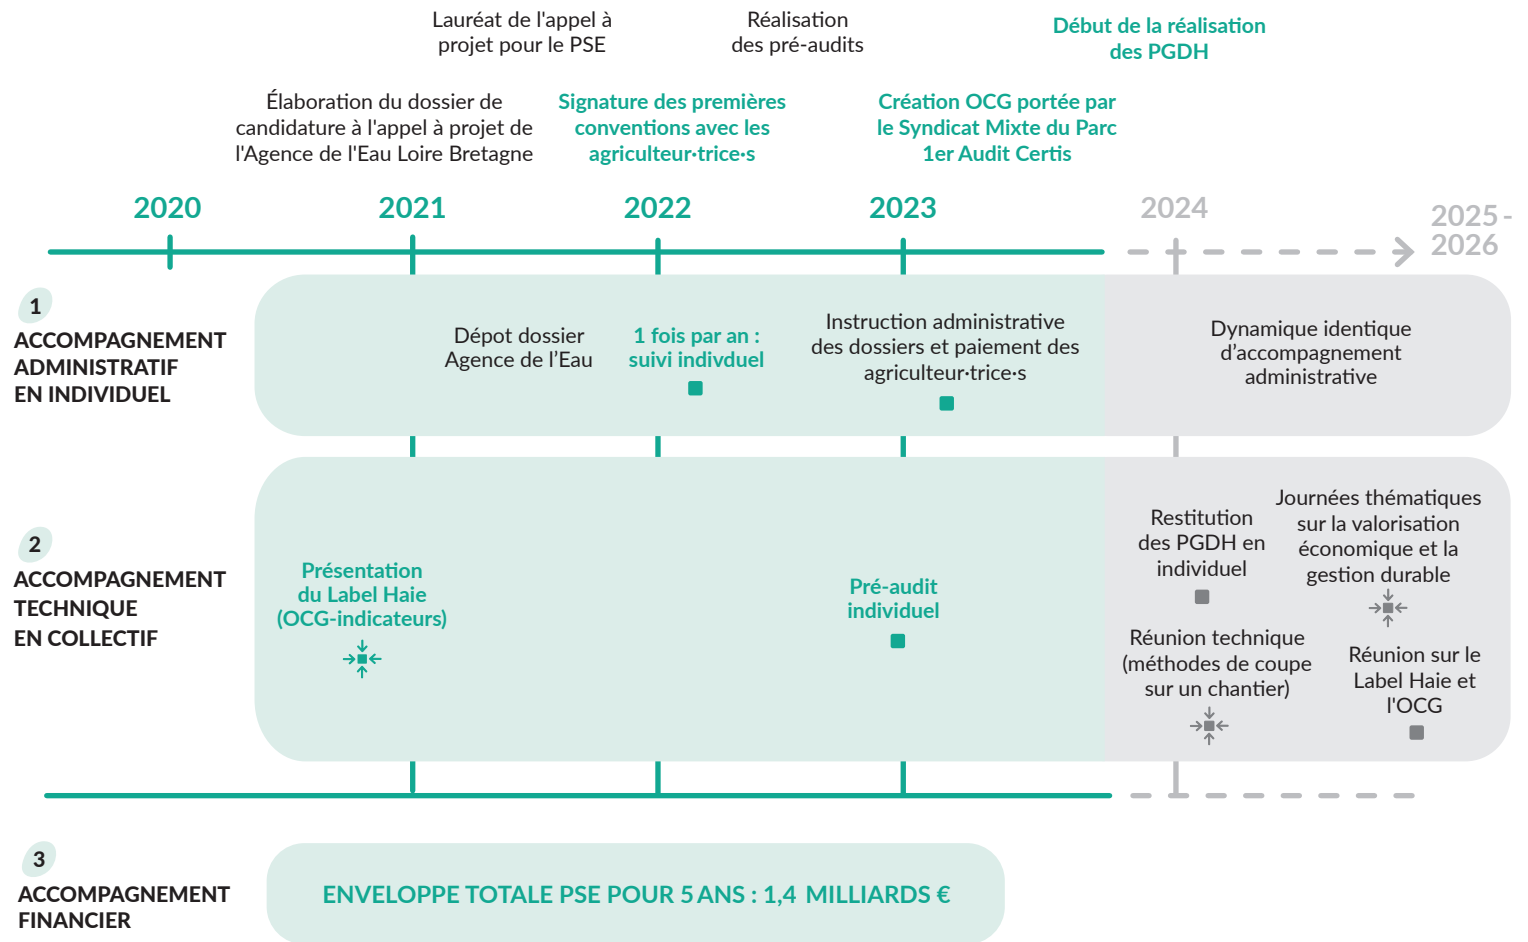 Lauréat de l'appel à
projet pour le PSE
Réalisation
des pré-audits
Début de la réalisation
des PGDH
Élaboration du dossier de
candidature à l'appel à projet de
l'Agence de l'Eau Loire Bretagne
Signature des premières
conventions avec les
agriculteur·trice·s
Création OCG portée par
le Syndicat Mixte du Parc
1er Audit Certis
2020
2021
2022
2023
2024
2025 -
2026
1
ACCOMPAGNEMENT
ADMINISTRATIF
EN INDIVIDUEL
Dépot dossier
Agence de l’Eau
1 fois par an :
suivi indivduel
Instruction administrative
des dossiers et paiement des
agriculteur·trice·s
Dynamique identique
d’accompagnement
administrative
2
ACCOMPAGNEMENT
TECHNIQUE
EN COLLECTIF
Présentation
du Label Haie
(OCG-indicateurs)
Pré-audit
individuel
Restitution
des PGDH en
individuel
Journées thématiques
sur la valorisation
économique et la
gestion durable
Réunion technique
(méthodes de coupe
sur un chantier)
Réunion sur le
Label Haie et
l'OCG
3
ACCOMPAGNEMENT
FINANCIER
ENVELOPPE TOTALE PSE POUR 5 ANS : 1,4 MILLIARDS €